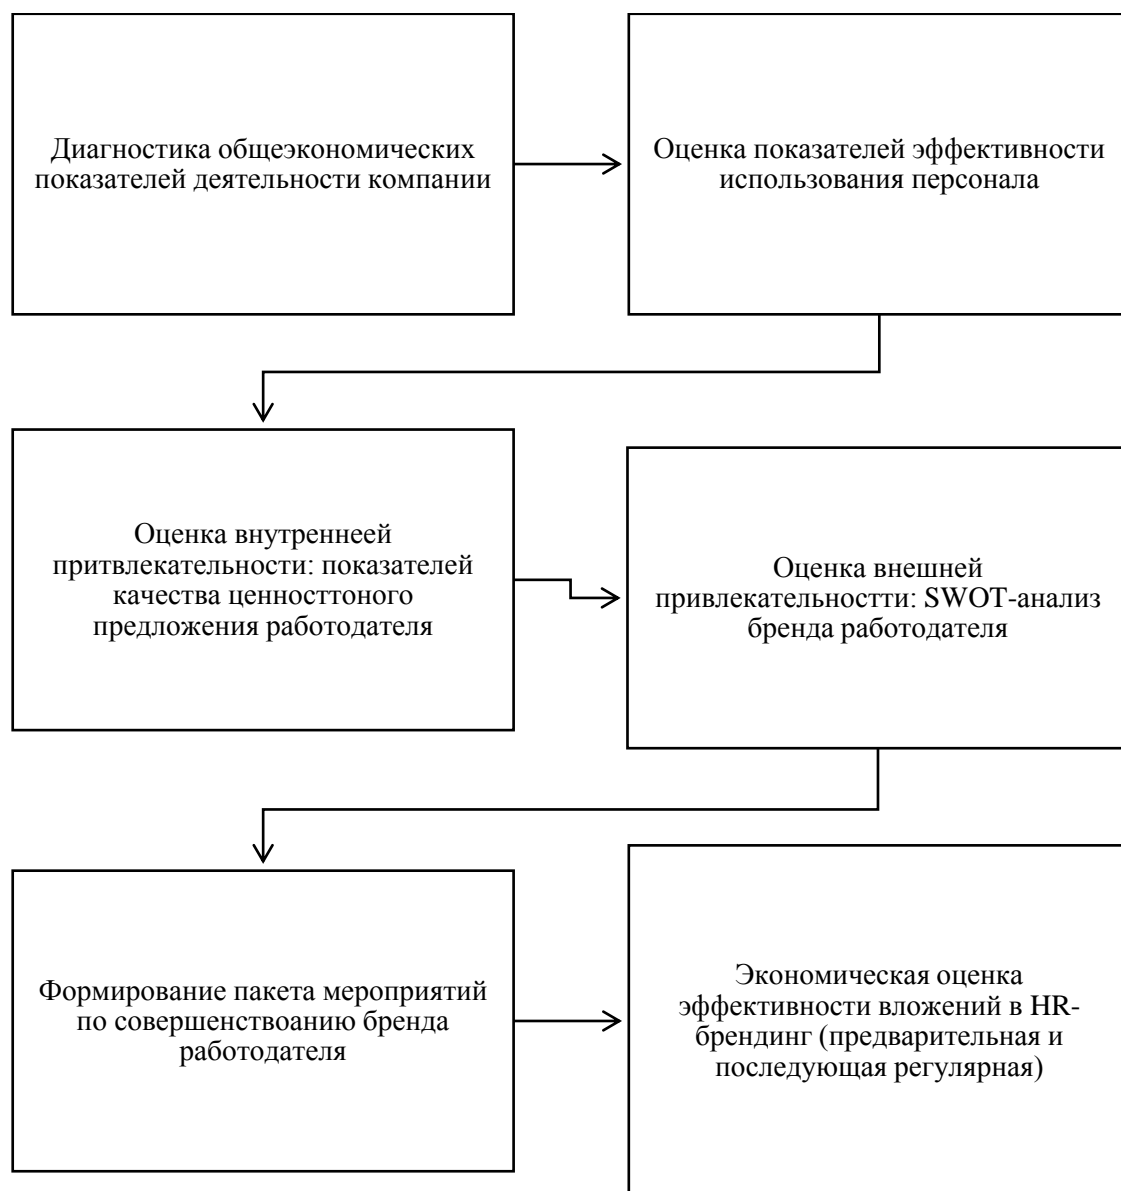 Диагностика общеэкономических
показателей деятельности компании
Оценка показателей эффективности
использования персонала
Оценка внутреннеей
притвлекательности: показателей
качества ценносттоного
предложения работодателя
Оценка внешней
привлекательностти: SWOT-анализ
бренда работодателя
Формирование пакета мероприятий
по совершенствоанию бренда
работодателя
Экономическая оценка
эффективности вложений в HR-
брендинг (предварительная и
последующая регулярная)